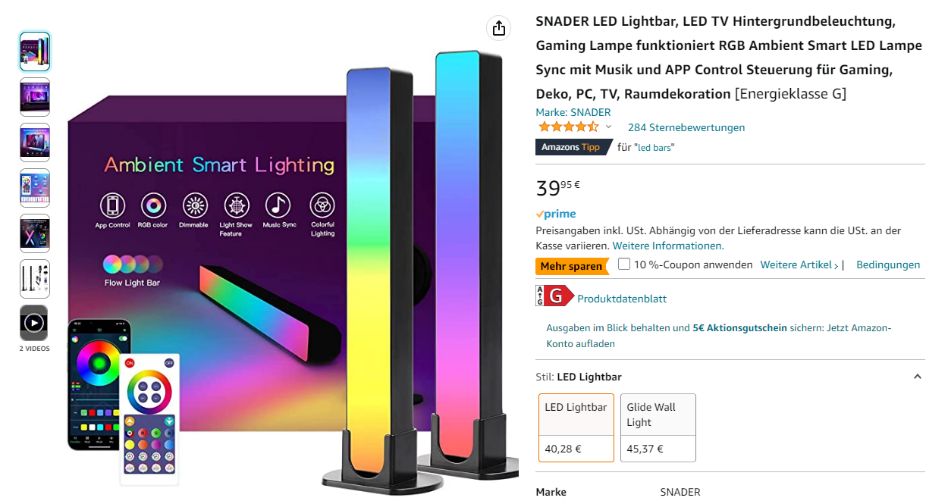 2 VIDEOS
Ambient Smart Lighting
App Control
RGB color
Dimmable
Light Show Feature
Music Sync
Colorful Lighting
Flow Light Bar
ON
OFF
SNADER LED Lightbar, LED TV Hintergrundbeleuchtung,
Gaming Lampe funktioniert RGB Ambient Smart LED Lampe
Sync mit Musik und APP Control Steuerung für Gaming,
Deko, PC, TV, Raumdekoration [Energieklasse G]
Marke: SNADER
284 Sternebewertungen
Amazons Tipp für "led bars"
39 95 €
prime
Preisangaben inkl. USt. Abhängig von der Lieferadresse kann die USt. an der
Kasse variieren. Weitere Informationen.
Mehr sparen 10 %-Coupon anwenden Weitere Artikel › | Bedingungen
A G G Produktdatenblatt
Ausgaben im Blick behalten und 5€ Aktionsgutschein sichern: Jetzt Amazon-
Konto aufladen
Stil: LED Lightbar
LED Lightbar
40,28 €
Glide Wall
Light
45,37 €
Marke SNADER